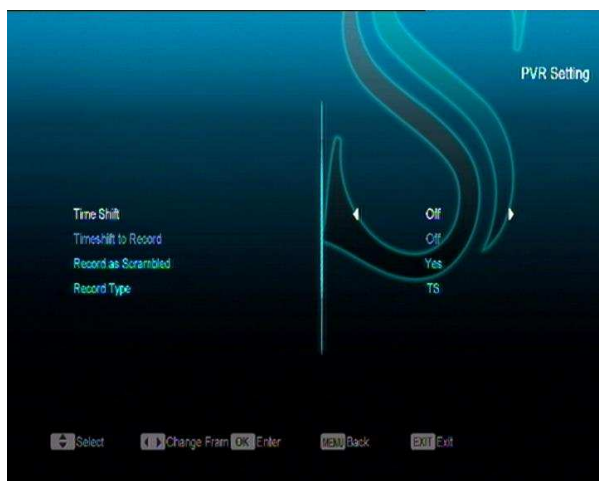 PVR Setting
Time Shift Off
Timeshift to Record Off
Record as Scrambled Yes
Record Type TS
Select Change Fram OK Enter MENU Back EXIT Exit